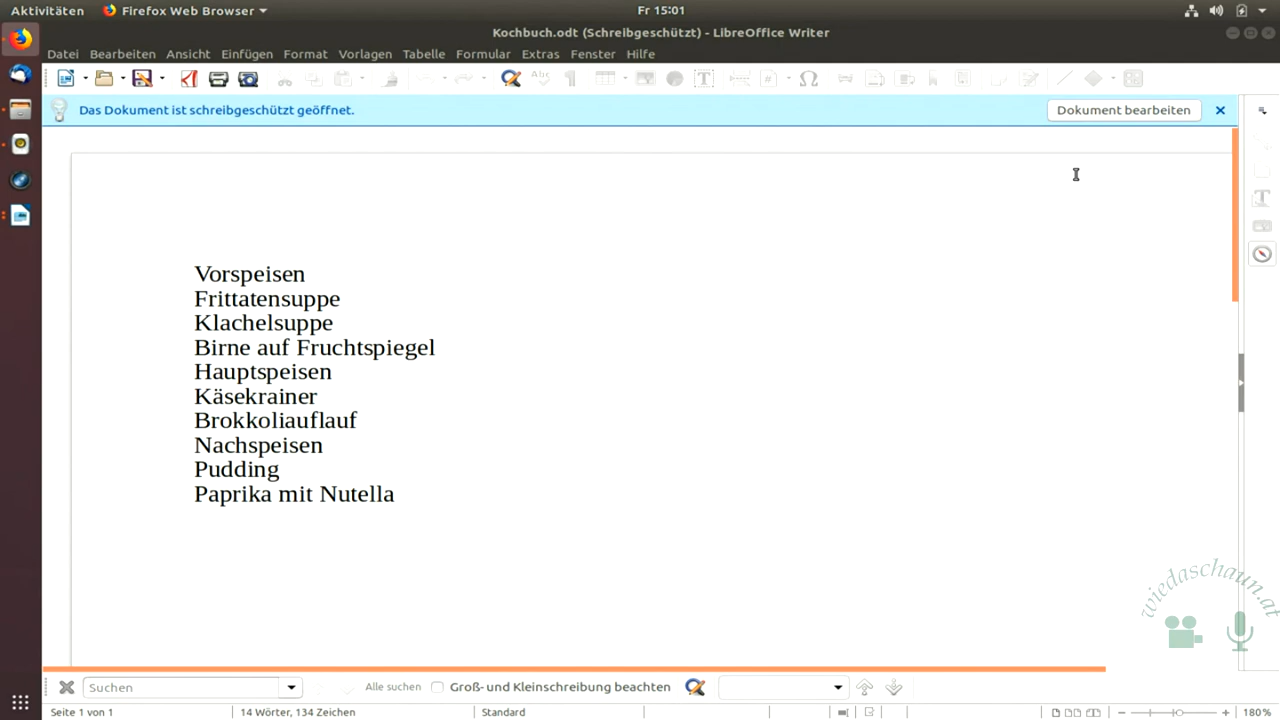 Aktivitäten Firefox Web Browser Fr 15:01
Kochbuch.odt (Schreibgeschützt) - LibreOffice Writer
Datei Bearbeiten Ansicht Einfügen Format Vorlagen Tabelle Formular Extras Fenster Hilfe
Das Dokument ist schreibgeschützt geöffnet. Dokument bearbeiten
Vorspeisen
Frittatensuppe
Klachelsuppe
Birne auf Fruchtspiegel
Hauptspeisen
Käsekrainer
Brokkoliauflauf
Nachspeisen
Pudding
Paprika mit Nutella
wiedaschaun.at
Suchen Alle suchen Groß- und Kleinschreibung beachten
Seite 1 von 1 14 Wörter, 134 Zeichen Standard 180%